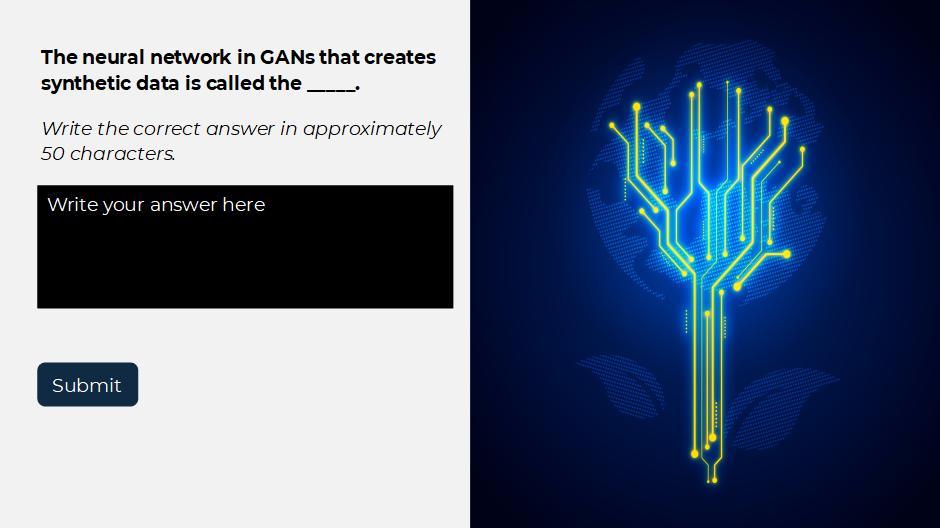 The neural network in GANs that creates
synthetic data is called the _____.
Write the correct answer in approximately
50 characters.
Write your answer here
Submit